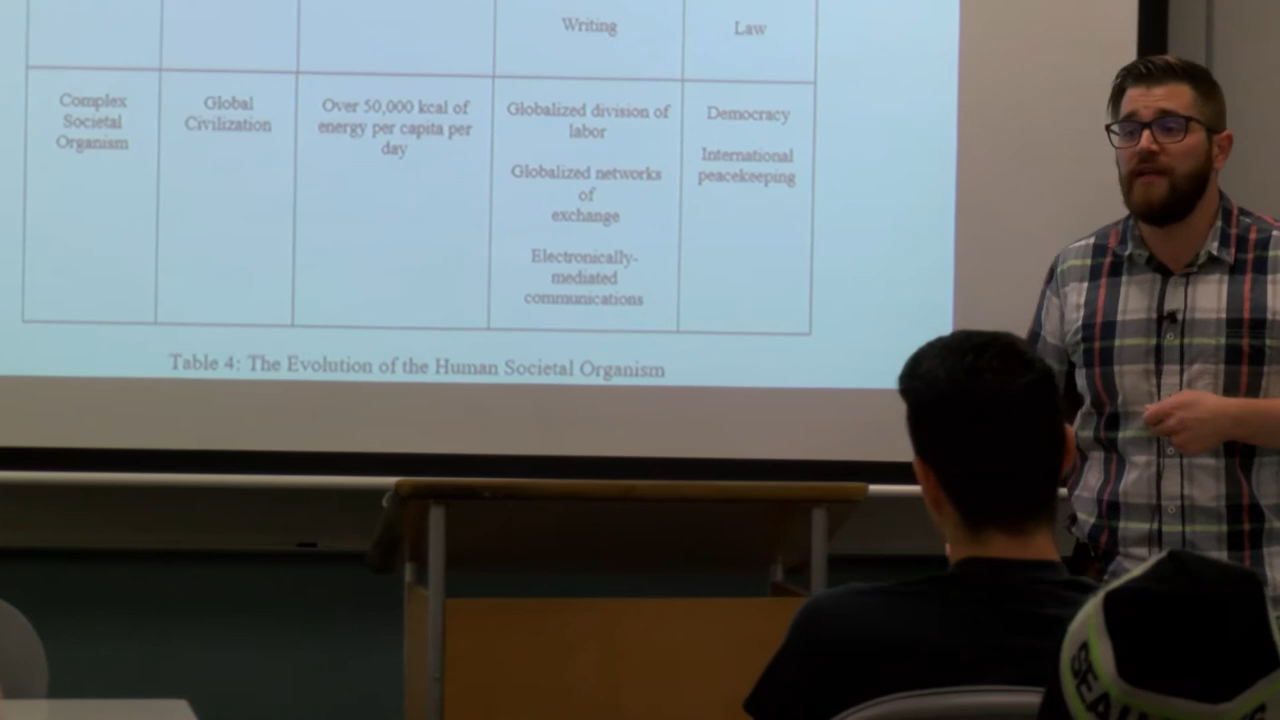 Writing
Law
Complex
Societal
Organism
Global
Civilization
Over 50,000 kcal of
energy per capita per
day
Globalized division of
labor
Globalized networks
of
exchange
Electronically-
mediated
communications
Democracy
International
peacekeeping
Table 4: The Evolution of the Human Societal Organism